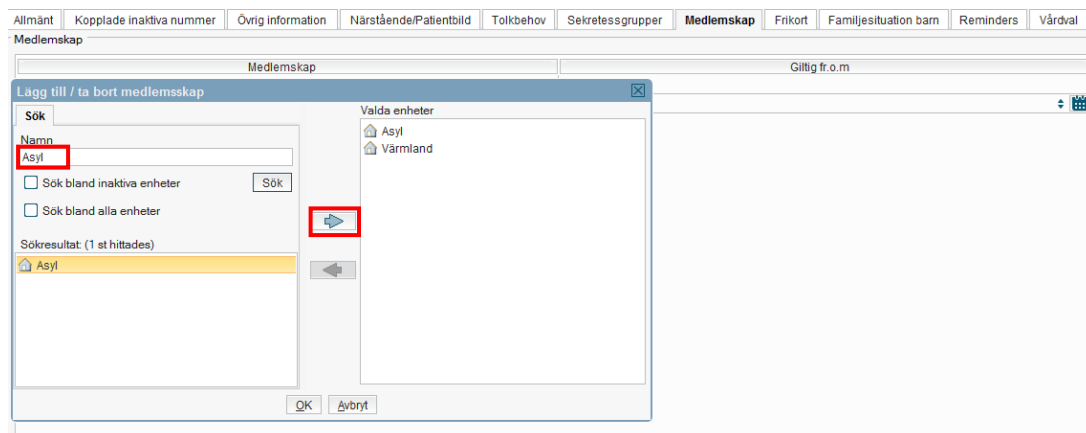 Allmänt Kopplade inaktiva nummer Övrig information Närstående/Patientbild Tolkbehov Sekretessgrupper Medlemskap Frikort Familjesituation barn Reminders Vårdval
Medlemskap
Medlemskap Giltig fr.o.m
Lägg till / ta bort medlemsskap
Sök
Namn
Asyl
Sök bland inaktiva enheter Sök
Sök bland alla enheter
Sökresultat: (1 st hittades)
Asyl
Valda enheter
Asyl
Värmland
OK Avbryt